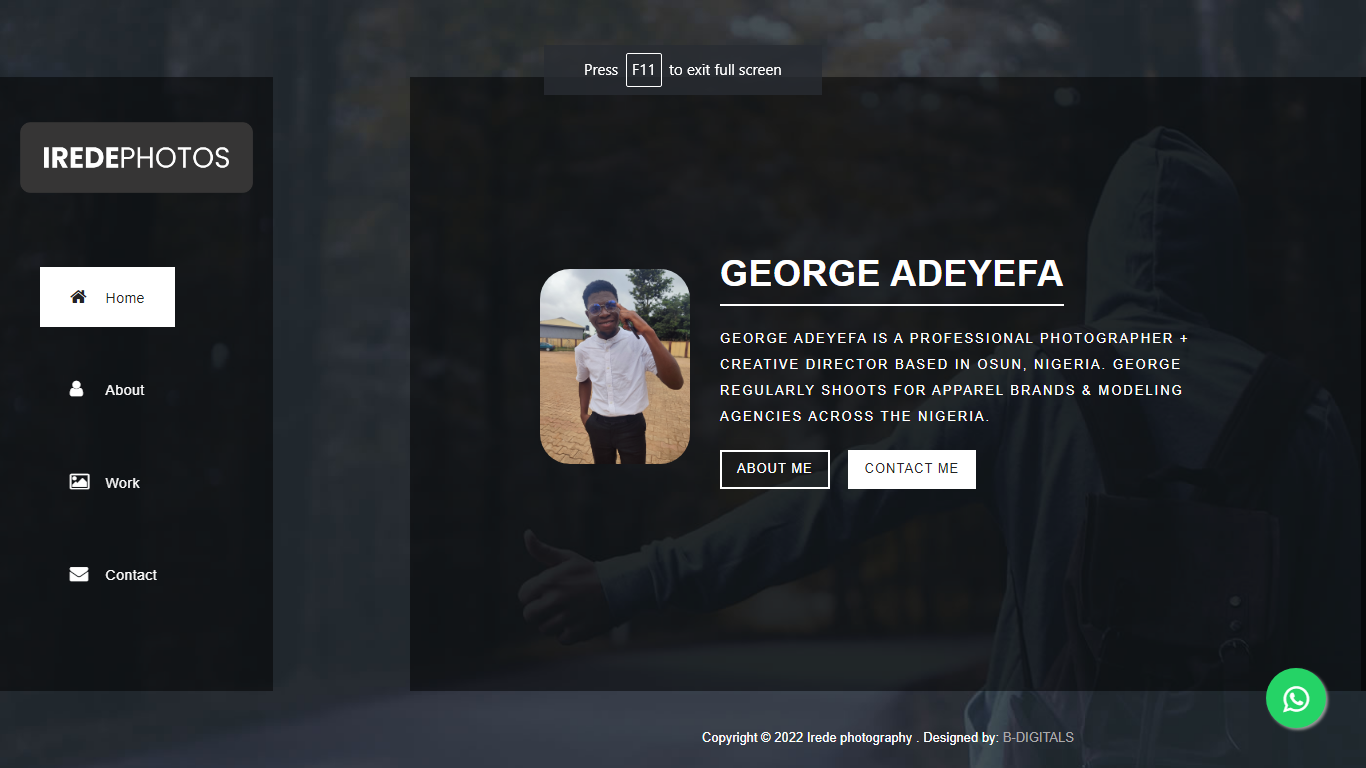 Press F11 to exit full screen
IREDEPHOTOS
Home
About
Work
Contact
GEORGE ADEYEFA
GEORGE ADEYEFA IS A PROFESSIONAL PHOTOGRAPHER +
CREATIVE DIRECTOR BASED IN OSUN, NIGERIA. GEORGE
REGULARLY SHOOTS FOR APPAREL BRANDS & MODELING
AGENCIES ACROSS THE NIGERIA.
ABOUT ME CONTACT ME
Copyright © 2022 Irede photography . Designed by: B-DIGITALS